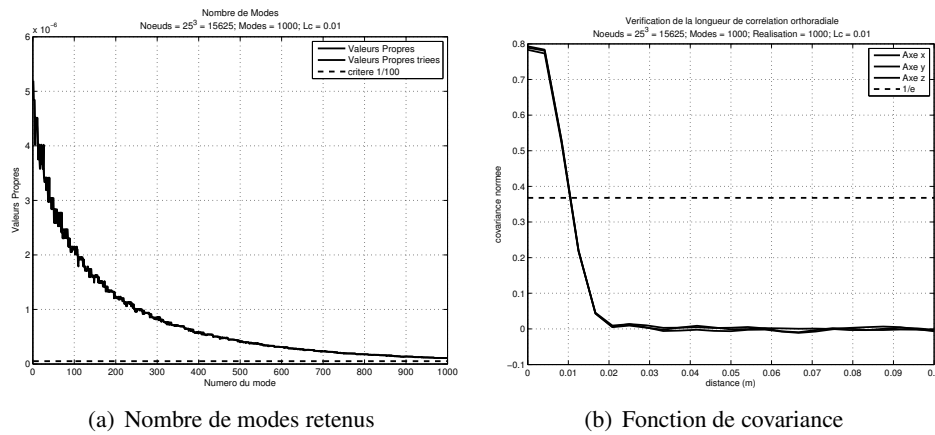 Nombre de Modes
Noeuds = 25³ = 15625; Modes = 1000; Lc = 0.01
x 10⁻⁶
6
5
4
3
2
1
0
Valeurs Propres
Valeurs Propres
Valeurs Propres triees
critere 1/100
0 100 200 300 400 500 600 700 800 900 1000
Numero du mode
(a) Nombre de modes retenus
Verification de la longueur de correlation orthoradiale
Noeuds = 25³ = 15625; Modes = 1000; Realisation = 1000; Lc = 0.01
0.8
0.7
0.6
0.5
0.4
0.3
0.2
0.1
0
−0.1
covariance normee
Axe x
Axe y
Axe z
1/e
0 0.01 0.02 0.03 0.04 0.05 0.06 0.07 0.08 0.09 0.
distance (m)
(b) Fonction de covariance